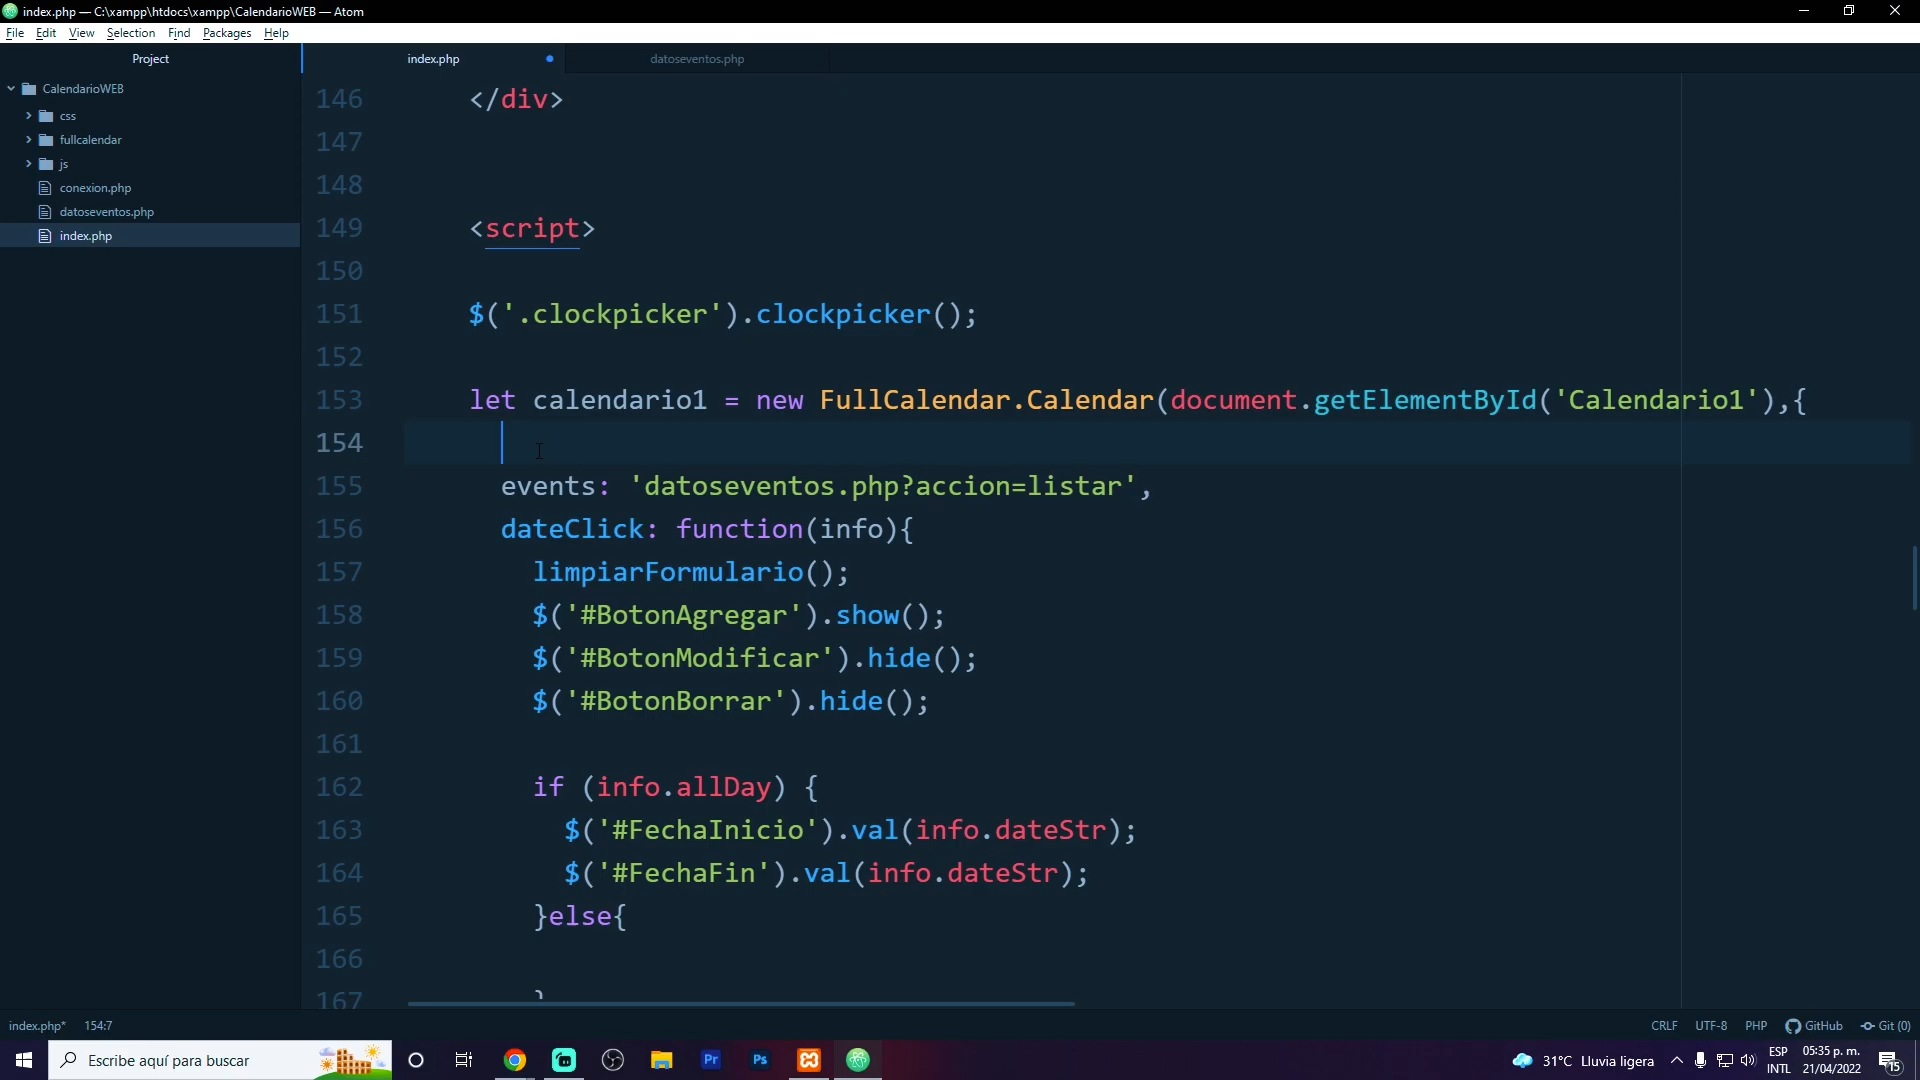 index.php — C:\xampp\htdocs\xampp\CalendarioWEB — Atom
File Edit View Selection Find Packages Help
Project
index.php
datoseventos.php
CalendarioWEB
css
fullcalendar
js
conexion.php
datoseventos.php
index.php
146 </div>
147
148
149 <script>
150
151 $('.clockpicker').clockpicker();
152
153 let calendario1 = new FullCalendar.Calendar(document.getElementById('Calendario1'),{
154
155 events: 'datoseventos.php?accion=listar',
156 dateClick: function(info){
157 limpiarFormulario();
158 $('#BotonAgregar').show();
159 $('#BotonModificar').hide();
160 $('#BotonBorrar').hide();
161
162 if (info.allDay) {
163 $('#FechaInicio').val(info.dateStr);
164 $('#FechaFin').val(info.dateStr);
165 }else{
166
167 }
index.php* 154:7
CRLF UTF-8 PHP GitHub Git (0)
Escribe aquí para buscar
Pr
Ps
31°C Lluvia ligera
ESP
INTL
05:35 p. m.
21/04/2022
15